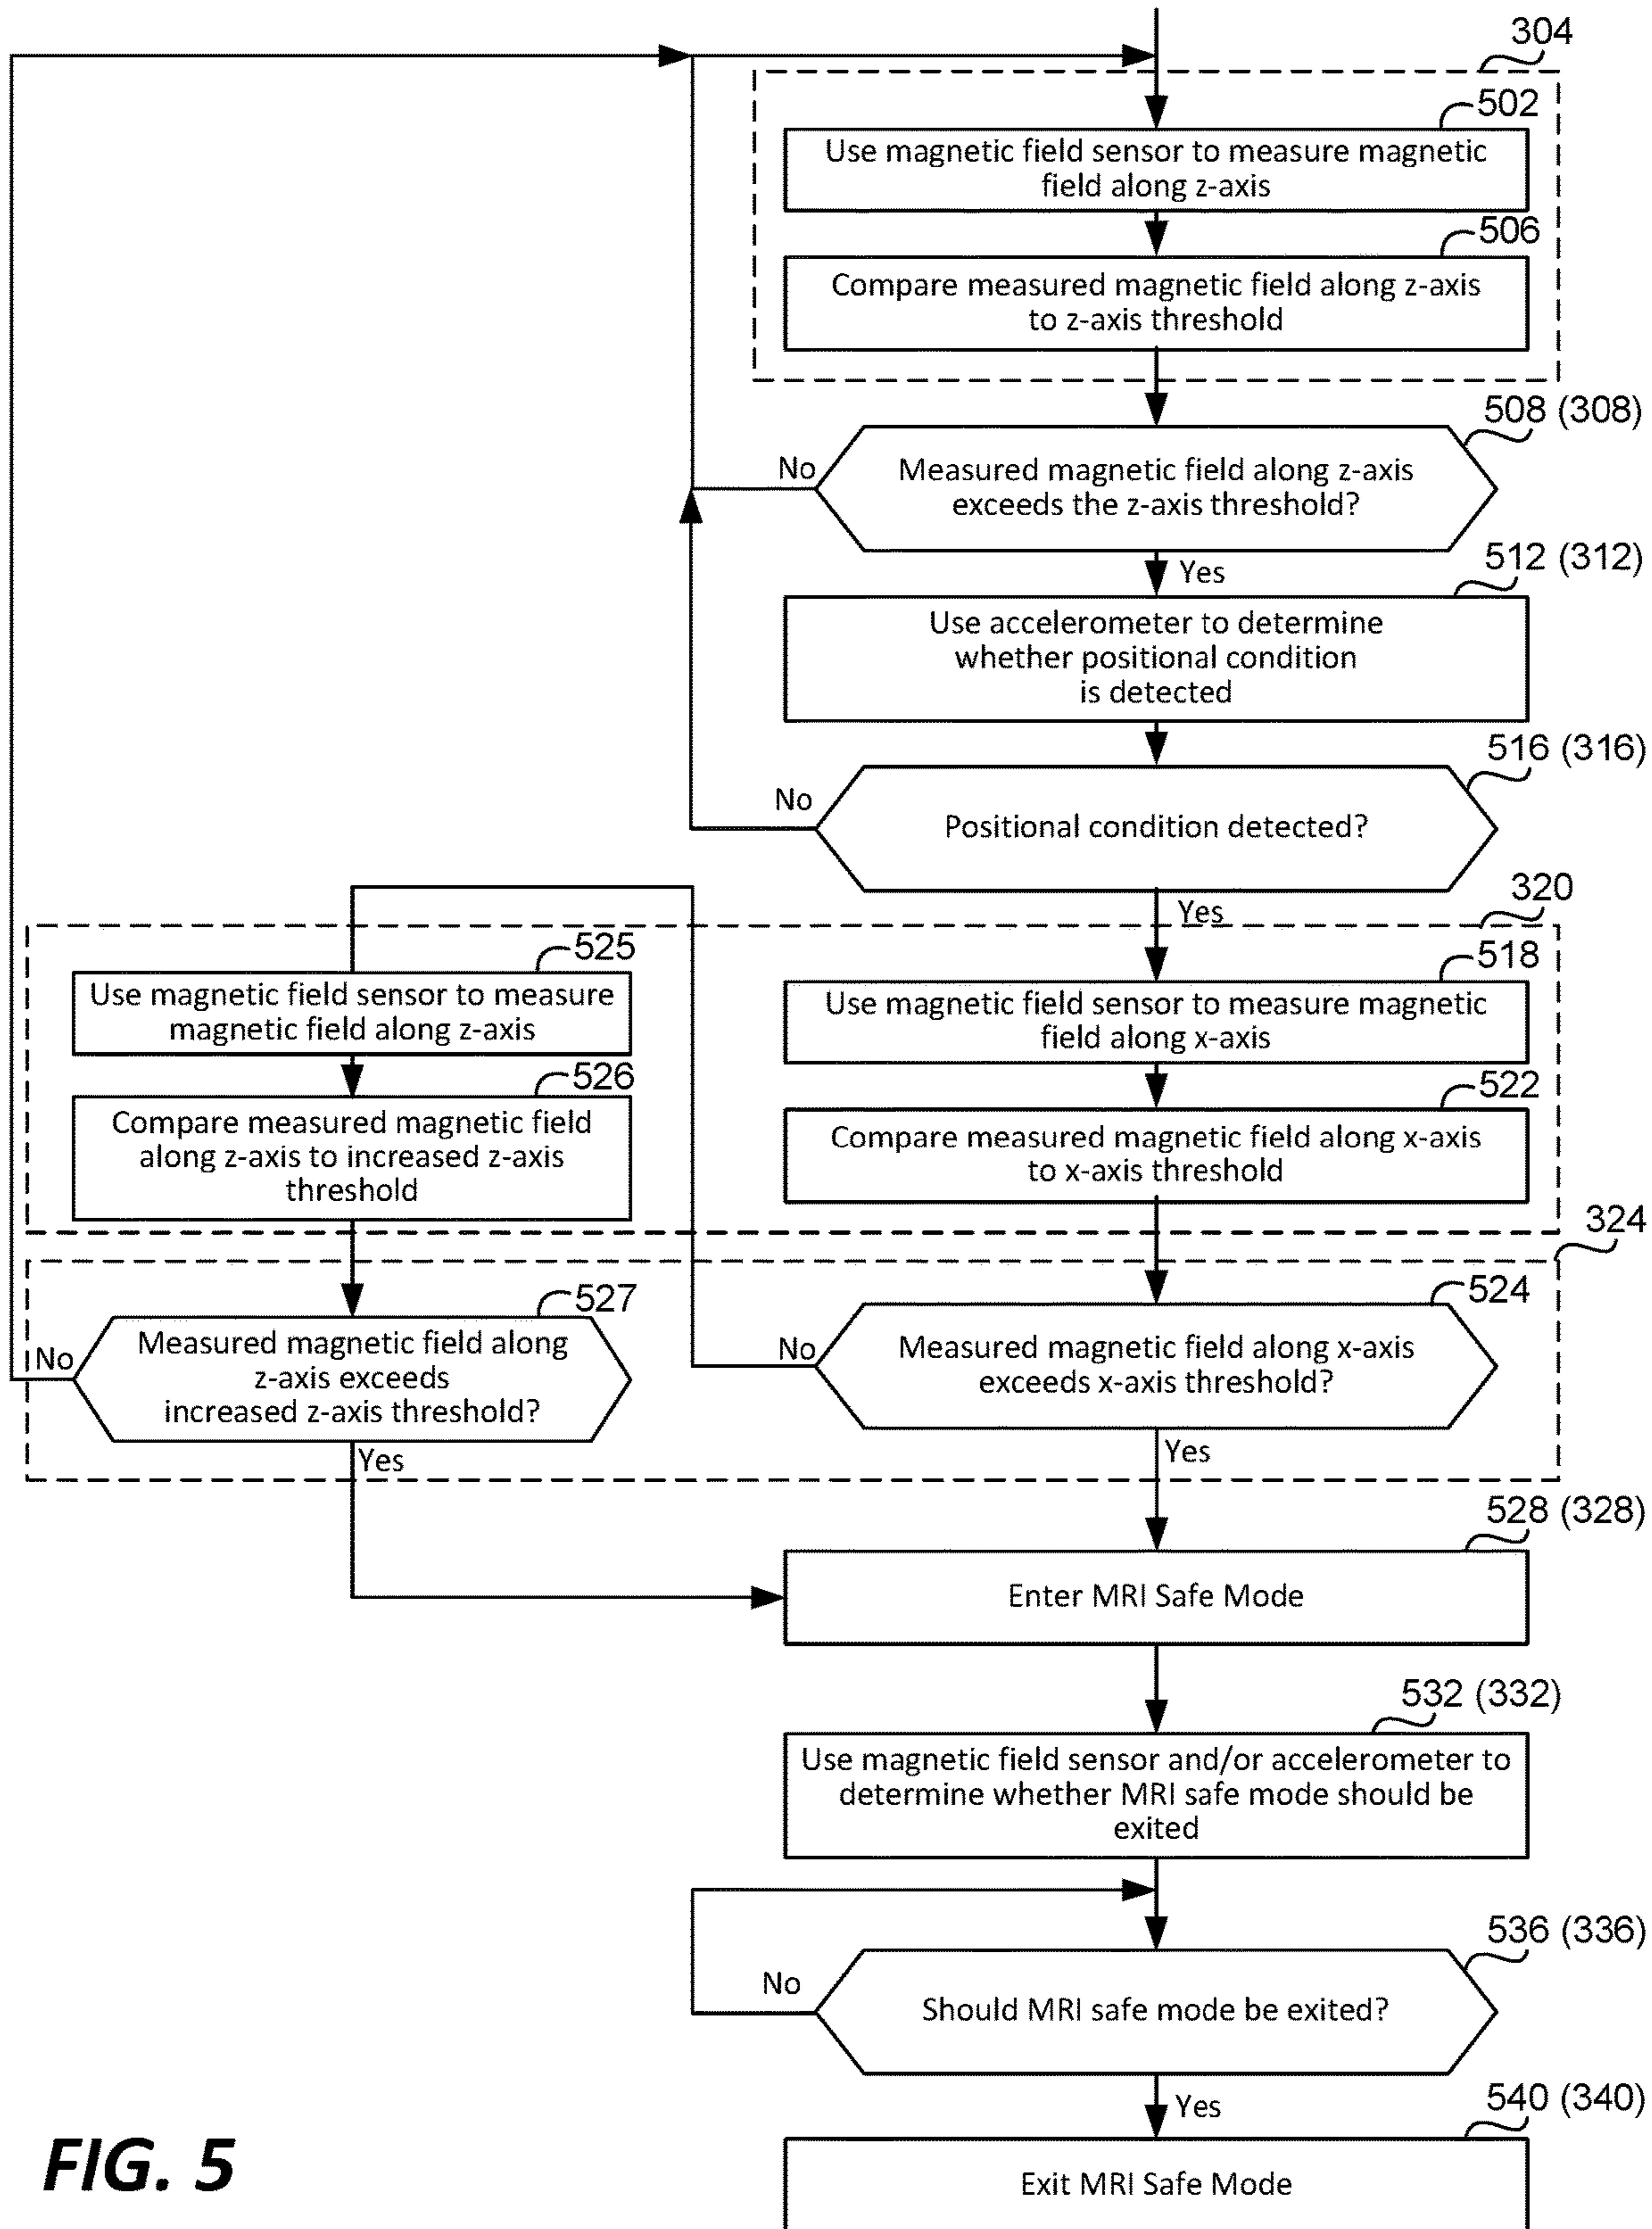 304
502
Use magnetic field sensor to measure magnetic
field along z-axis
506
Compare measured magnetic field along z-axis
to z-axis threshold
508 (308)
No
Measured magnetic field along z-axis
exceeds the z-axis threshold?
Yes
512 (312)
Use accelerometer to determine
whether positional condition
is detected
516 (316)
No
Positional condition detected?
Yes
320
525
Use magnetic field sensor to measure
magnetic field along z-axis
526
Compare measured magnetic field
along z-axis to increased z-axis
threshold
518
Use magnetic field sensor to measure magnetic
field along x-axis
522
Compare measured magnetic field along x-axis
to x-axis threshold
324
527
No
Measured magnetic field along
z-axis exceeds
increased z-axis threshold?
Yes
524
No
Measured magnetic field along x-axis
exceeds x-axis threshold?
Yes
528 (328)
Enter MRI Safe Mode
532 (332)
Use magnetic field sensor and/or accelerometer to
determine whether MRI safe mode should be
exited
536 (336)
No
Should MRI safe mode be exited?
Yes
540 (340)
Exit MRI Safe Mode
FIG. 5